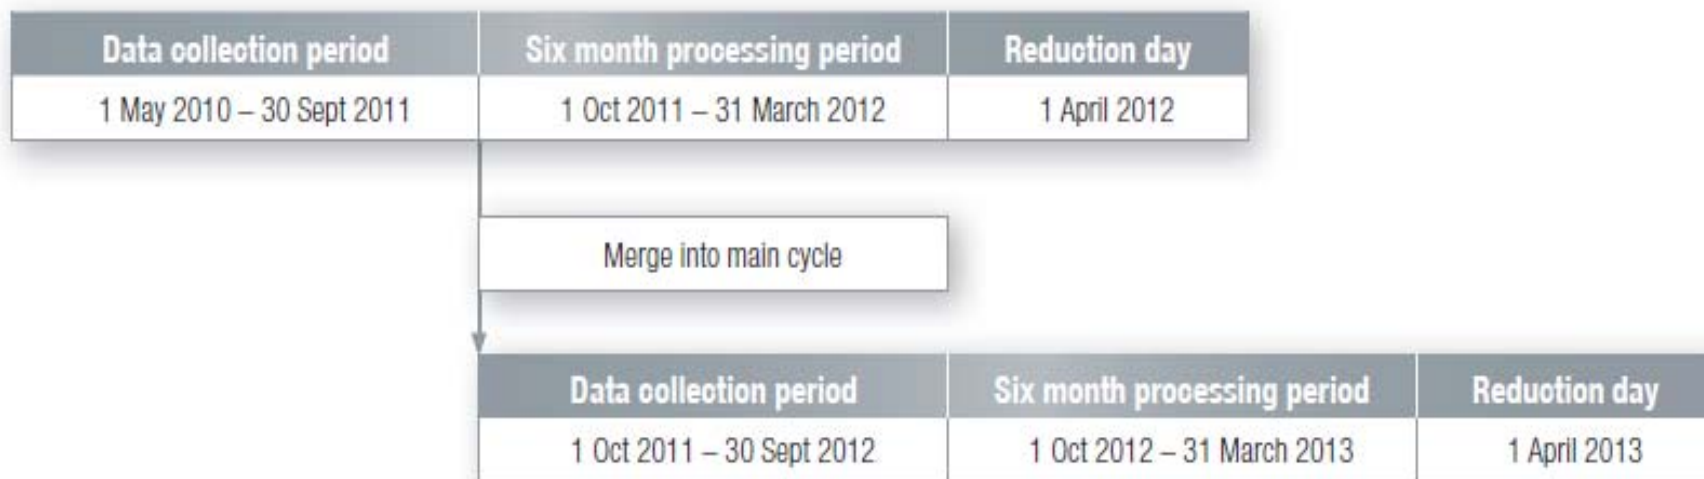 Data collection period Six month processing period Reduction day
1 May 2010 – 30 Sept 2011 1 Oct 2011 – 31 March 2012 1 April 2012
Merge into main cycle
Data collection period Six month processing period Reduction day
1 Oct 2011 – 30 Sept 2012 1 Oct 2012 – 31 March 2013 1 April 2013